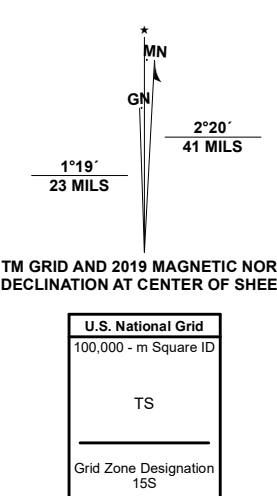 ★
MN
GN
2°20´
41 MILS
1°19´
23 MILS
TM GRID AND 2019 MAGNETIC NOR
DECLINATION AT CENTER OF SHEE
U.S. National Grid
100,000 - m Square ID
TS
Grid Zone Designation
15S